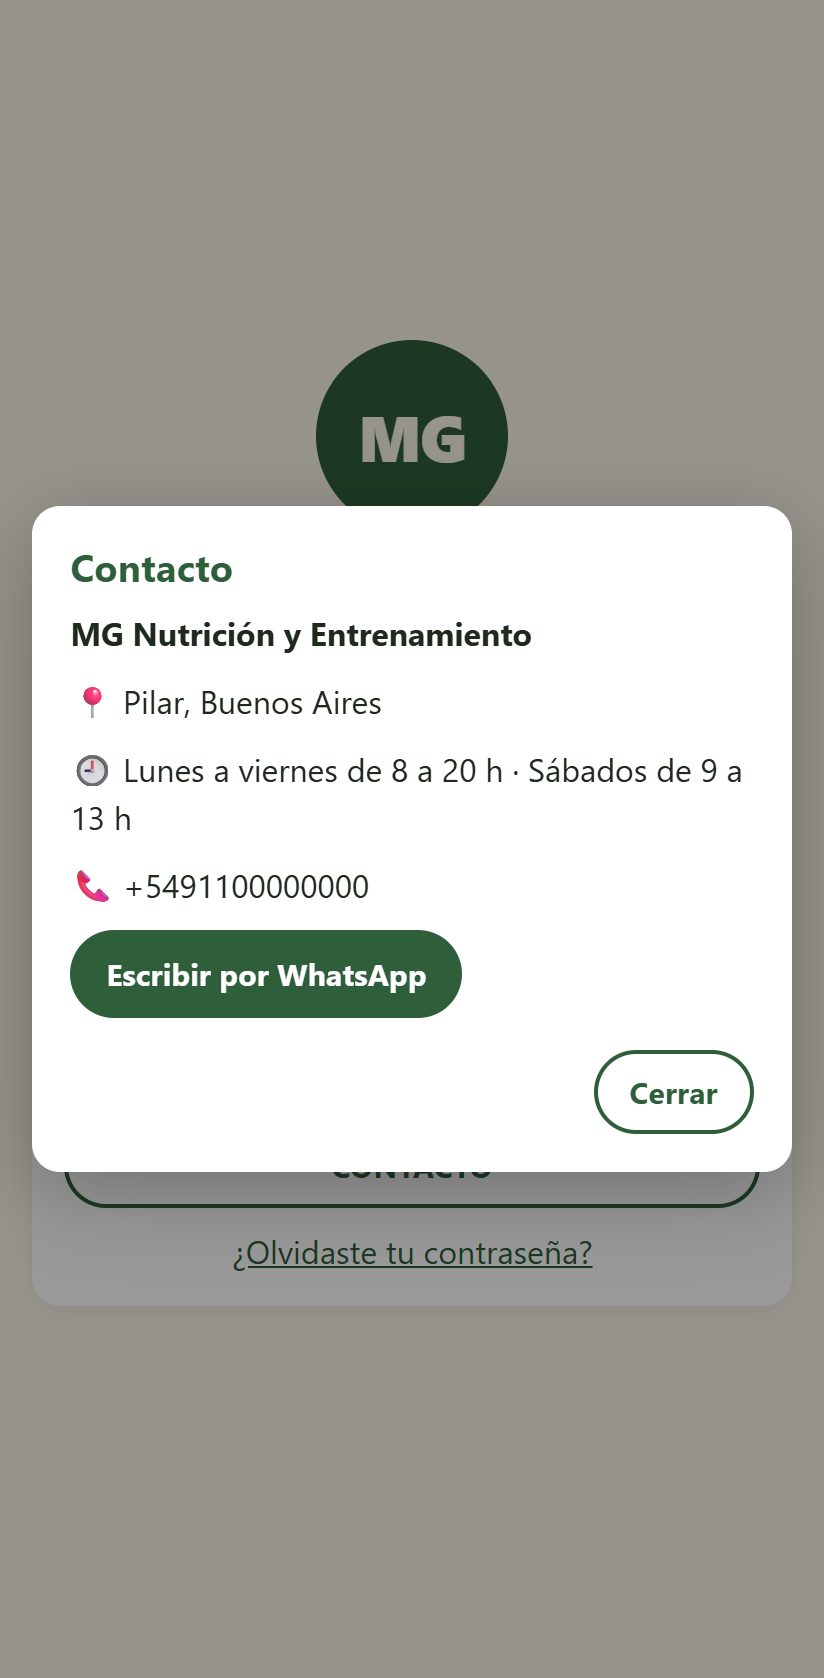 MG
Contacto
MG Nutrición y Entrenamiento
📍 Pilar, Buenos Aires
🕘 Lunes a viernes de 8 a 20 h · Sábados de 9 a
13 h
📞 +5491100000000
Escribir por WhatsApp
Cerrar
CONTACTO
¿Olvidaste tu contraseña?